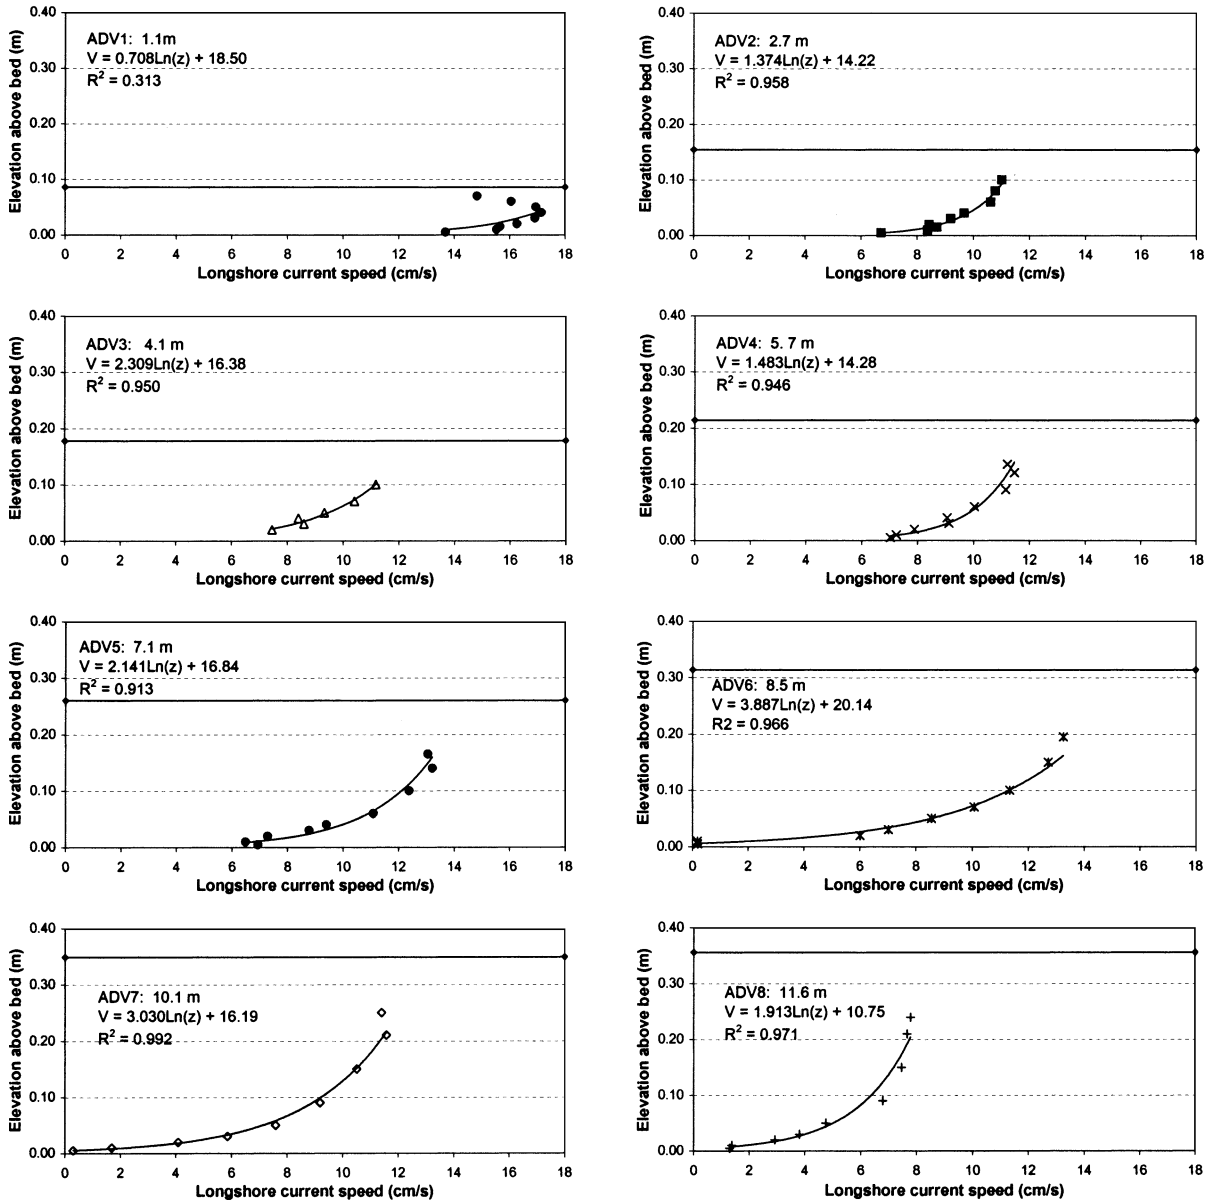 ADV1: 1.1m
V = 0.708Ln(z) + 18.50
R² = 0.313
Elevation above bed (m)
0.40
0.30
0.20
0.10
0.00
0 2 4 6 8 10 12 14 16 18
Longshore current speed (cm/s)
ADV2: 2.7 m
V = 1.374Ln(z) + 14.22
R² = 0.958
Elevation above bed (m)
0.40
0.30
0.20
0.10
0.00
0 2 4 6 8 10 12 14 16 18
Longshore current speed (cm/s)
ADV3: 4.1 m
V = 2.309Ln(z) + 16.38
R² = 0.950
Elevation above bed (m)
0.40
0.30
0.20
0.10
0.00
0 2 4 6 8 10 12 14 16 18
Longshore current speed (cm/s)
ADV4: 5. 7 m
V = 1.483Ln(z) + 14.28
R² = 0.946
Elevation above bed (m)
0.40
0.30
0.20
0.10
0.00
0 2 4 6 8 10 12 14 16 18
Longshore current speed (cm/s)
ADV5: 7.1 m
V = 2.141Ln(z) + 16.84
R² = 0.913
Elevation above bed (m)
0.40
0.30
0.20
0.10
0.00
0 2 4 6 8 10 12 14 16 18
Longshore current speed (cm/s)
ADV6: 8.5 m
V = 3.887Ln(z) + 20.14
R2 = 0.966
Elevation above bed (m)
0.40
0.30
0.20
0.10
0.00
0 2 4 6 8 10 12 14 16 18
Longshore current speed (cm/s)
ADV7: 10.1 m
V = 3.030Ln(z) + 16.19
R² = 0.992
Elevation above bed (m)
0.40
0.30
0.20
0.10
0.00
0 2 4 6 8 10 12 14 16 18
Longshore current speed (cm/s)
ADV8: 11.6 m
V = 1.913Ln(z) + 10.75
R² = 0.971
Elevation above bed (m)
0.40
0.30
0.20
0.10
0.00
0 2 4 6 8 10 12 14 16 18
Longshore current speed (cm/s)